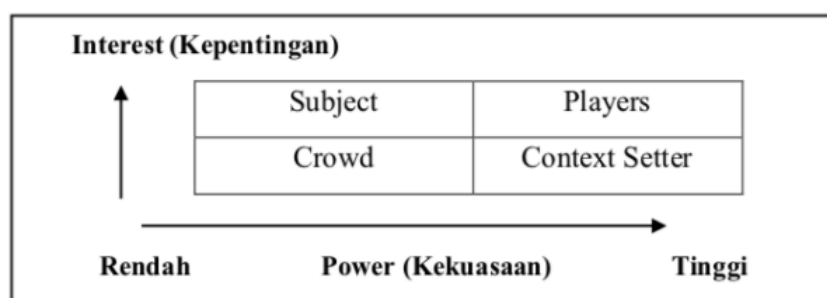 Interest (Kepentingan)
Subject Players
Crowd Context Setter
Rendah Power (Kekuasaan) Tinggi